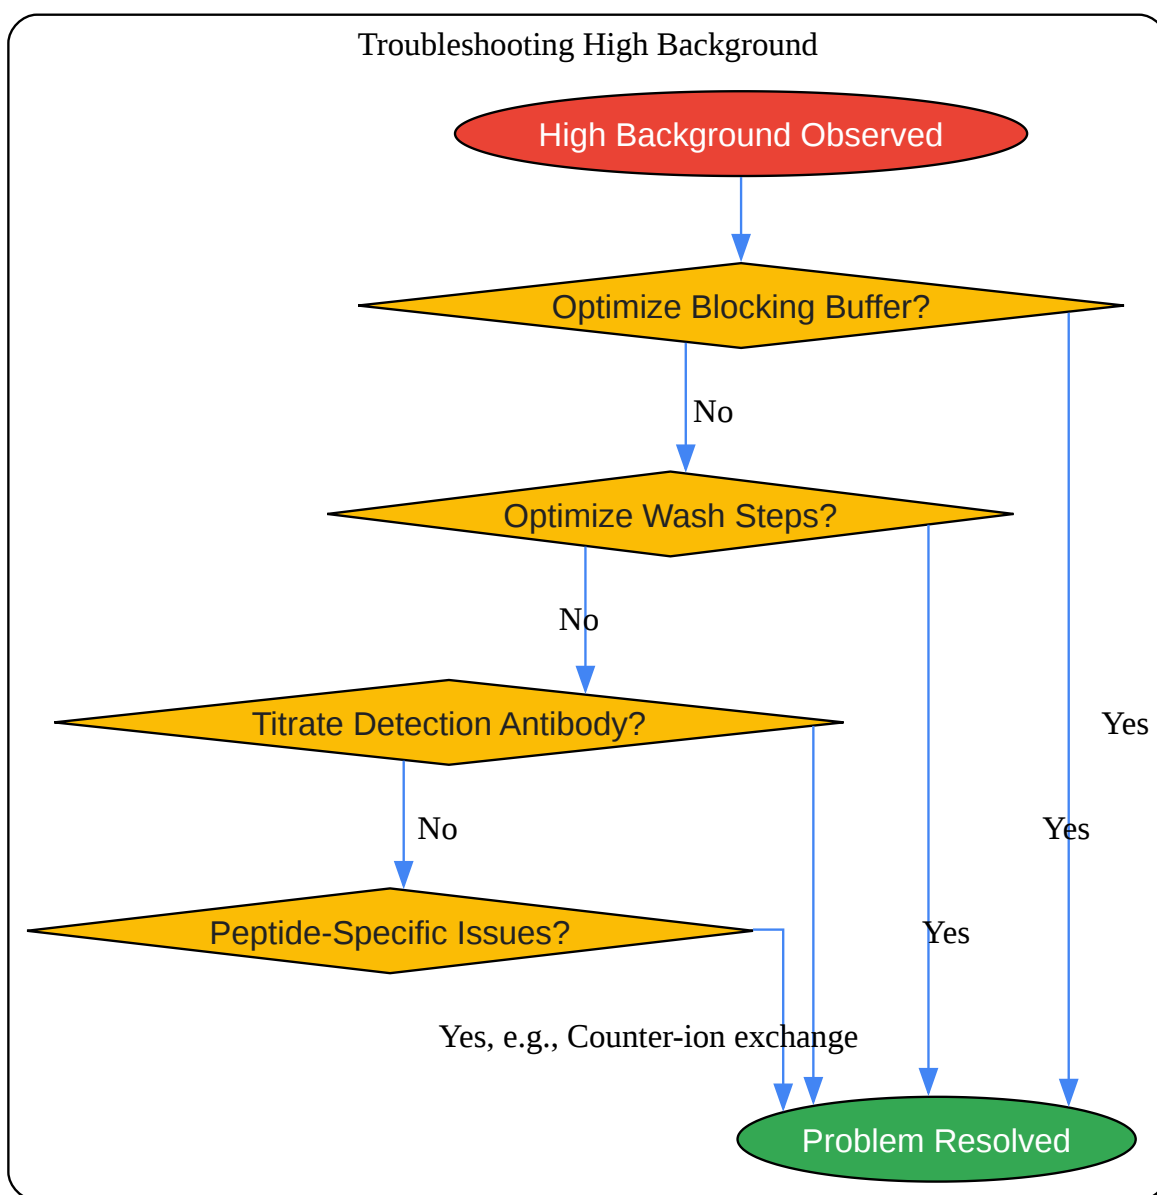 Troubleshooting High Background
High Background Observed
Optimize Blocking Buffer?
No
Optimize Wash Steps?
No
Titrate Detection Antibody?
Yes
No
Yes
Peptide-Specific Issues?
Yes
Yes, e.g., Counter-ion exchange
Problem Resolved